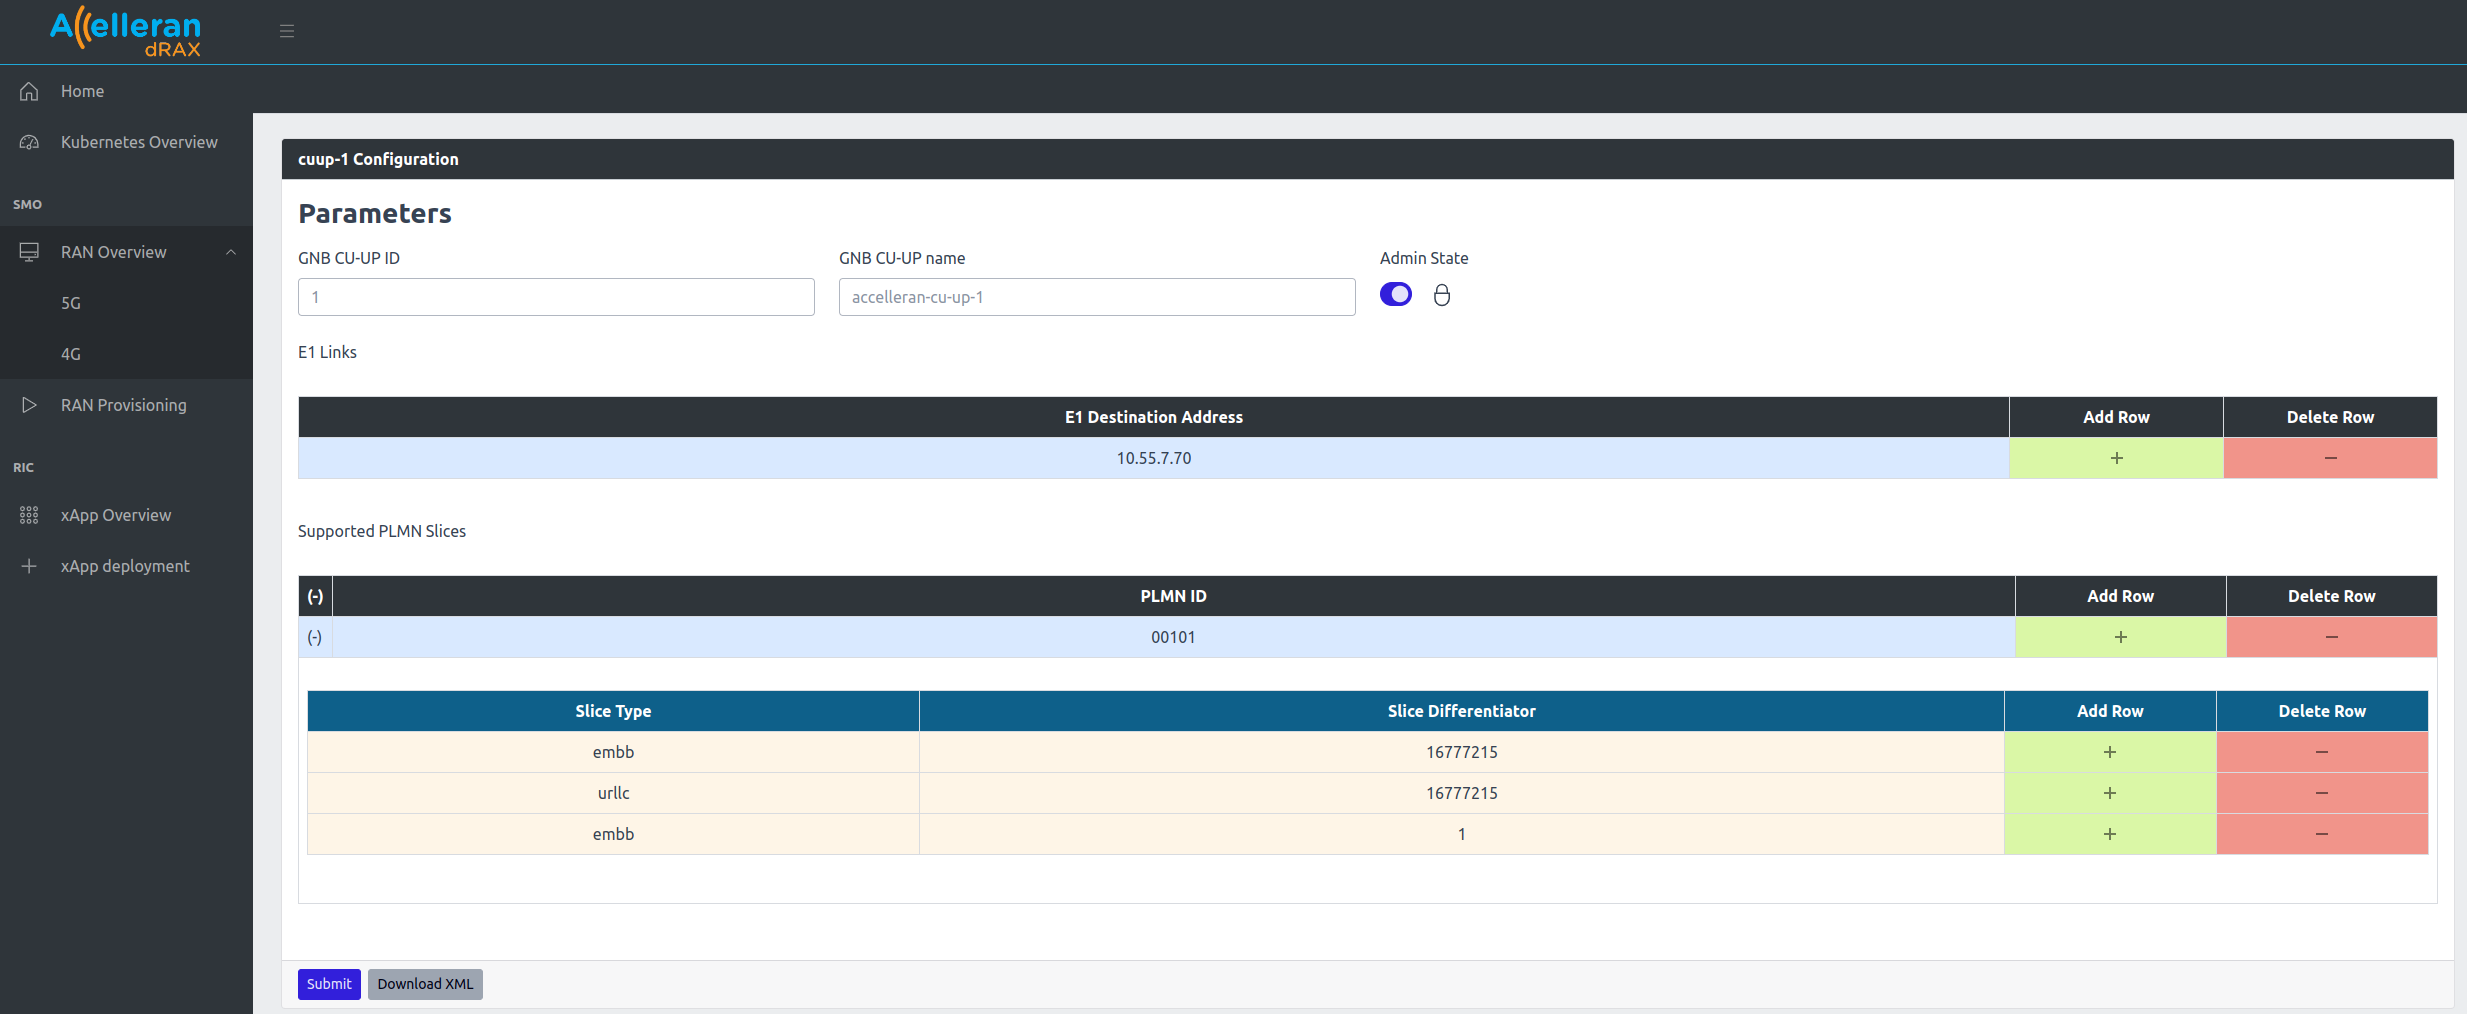 Accelleran
dRAX
Home
Kubernetes Overview
SMO
RAN Overview
5G
4G
RAN Provisioning
RIC
xApp Overview
xApp deployment
cuup-1 Configuration
Parameters
GNB CU-UP ID GNB CU-UP name Admin State
1 accelleran-cu-up-1
E1 Links
E1 Destination Address Add Row Delete Row
10.55.7.70 + −
Supported PLMN Slices
(-) PLMN ID Add Row Delete Row
(-) 00101 + −
Slice Type Slice Differentiator Add Row Delete Row
embb 16777215 + −
urllc 16777215 + −
embb 1 + −
Submit Download XML